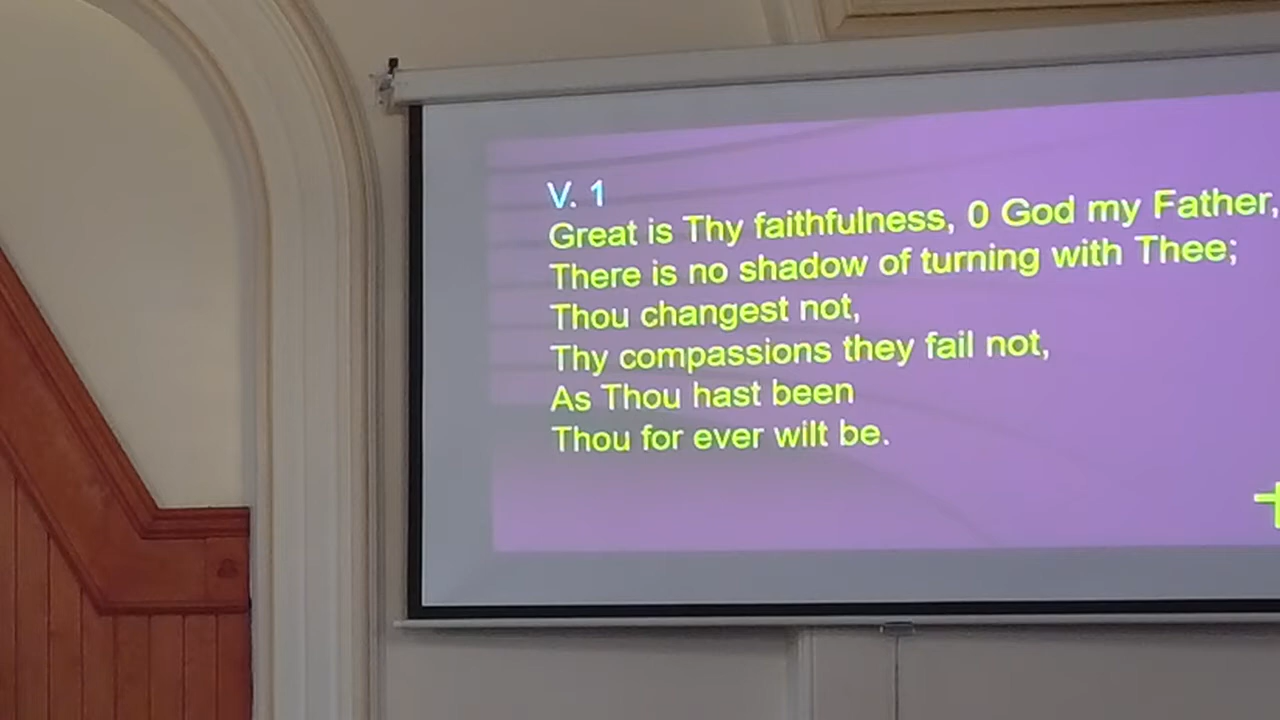 V. 1
Great is Thy faithfulness, 0 God my Father,
There is no shadow of turning with Thee;
Thou changest not,
Thy compassions they fail not,
As Thou hast been
Thou for ever wilt be.